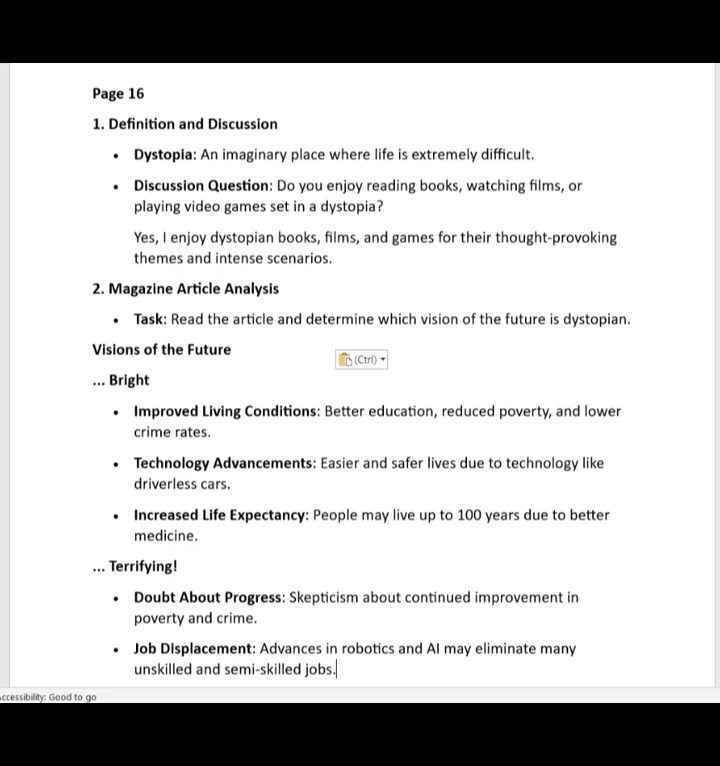 Page 16
1. Definition and Discussion
• Dystopia: An imaginary place where life is extremely difficult.
• Discussion Question: Do you enjoy reading books, watching films, or
playing video games set in a dystopia?
Yes, I enjoy dystopian books, films, and games for their thought-provoking
themes and intense scenarios.
2. Magazine Article Analysis
• Task: Read the article and determine which vision of the future is dystopian.
Visions of the Future
(Ctrl)
... Bright
• Improved Living Conditions: Better education, reduced poverty, and lower
crime rates.
• Technology Advancements: Easier and safer lives due to technology like
driverless cars.
• Increased Life Expectancy: People may live up to 100 years due to better
medicine.
... Terrifying!
• Doubt About Progress: Skepticism about continued improvement in
poverty and crime.
• Job Displacement: Advances in robotics and AI may eliminate many
unskilled and semi-skilled jobs.
ccessibility: Good to go